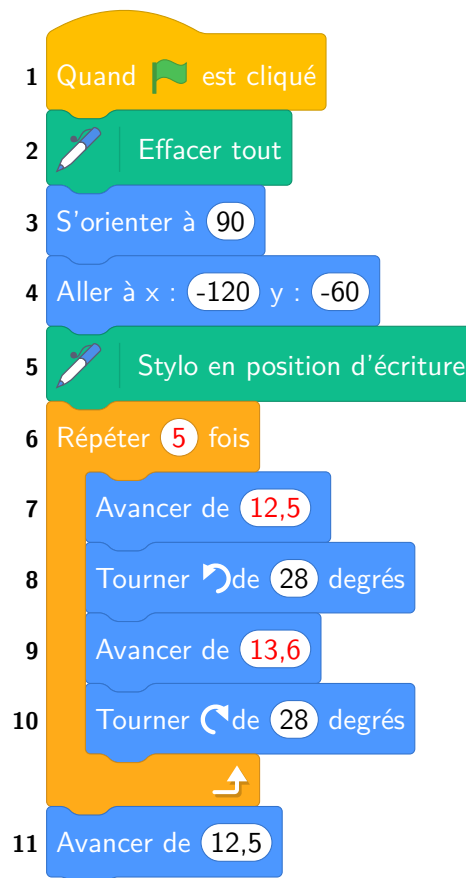 1 Quand est cliqué
2 Effacer tout
3 S'orienter à 90
4 Aller à x : -120 y : -60
5 Stylo en position d'écriture
6 Répéter 5 fois
7 Avancer de 12,5
8 Tourner de 28 degrés
9 Avancer de 13,6
10 Tourner de 28 degrés
11 Avancer de 12,5